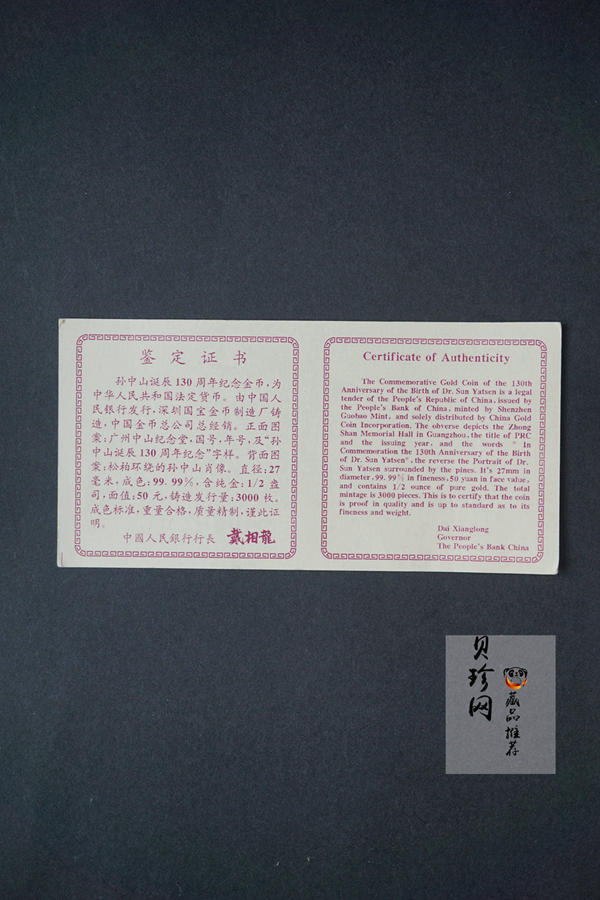 鉴定证书
孙中山诞辰 130 周年纪念金币，为
中华人民共和国法定货币。由中国人
民银行发行，深圳国宝金币制造厂铸
造，中国金币总公司总经销。正面图
案：广州中山纪念堂，国号，年号，及“孙
中山诞辰 130 周年纪念”字样。背面图
案：松柏环绕的孙中山肖像。直径：27
毫米，成色：99. 99%，含纯金：1/2 盎
司，面值：50 元，铸造发行量：3000 枚。
成色标准，重量合格，质量精制，谨此证
明。
中國人民銀行行長 戴相龍
Certificate of Authenticity
The Commemorative Gold Coin of the 130th
Anniversary of the Birth of Dr. Sun Yatsen is a legal
tender of the People's Republic of China, issued by
the People's Bank of China, minted by Shenzhen
Guobao Mint, and solely distributed by China Gold
Coin Incorporation. The obverse depicts the Zhong
Shan Memorial Hall in Guangzhou, the title of PRC
and the issuing year, and the words " In
Commemoration the 130th Anniversary of the Birth
of Dr. Sun Yatsen", the reverse the Portrait of Dr.
Sun Yatsen surrounded by the pines. It's 27mm in
diameter, 99. 99% in fineness, 50 yuan in face value,
and contains 1/2 ounce of pure gold. The total
mintage is 3000 pieces. This is to certify that the coin
is proof in quality and is up to standard as to its
fineness and weight.
Dai Xianglong
Governor
The People's Bank China
贝珍网
藏品推荐